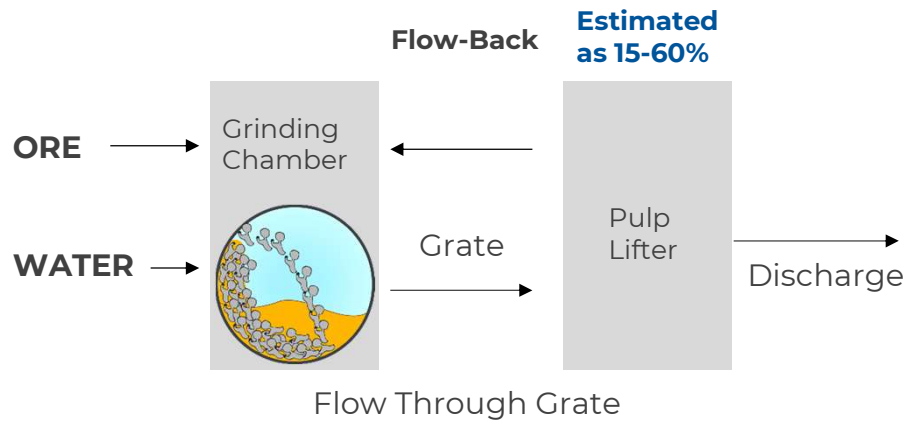 Flow-Back
Estimated
as 15-60%
ORE
Grinding
Chamber
WATER
Grate
Pulp
Lifter
Discharge
Flow Through Grate